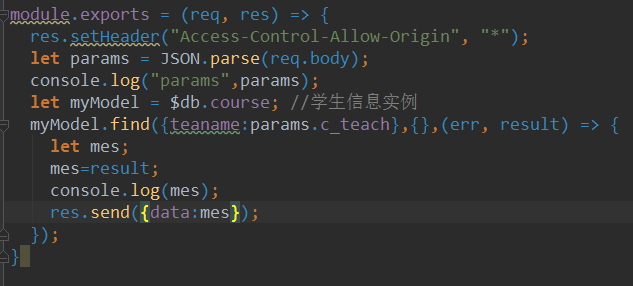 module.exports = (req, res) => {
res.setHeader("Access-Control-Allow-Origin", "*");
let params = JSON.parse(req.body);
console.log("params",params);
let myModel = $db.course; //学生信息实例
myModel.find({teaname:params.c_teach},{},(err, result) => {
let mes;
mes=result;
console.log(mes);
res.send({data:mes});
});
}